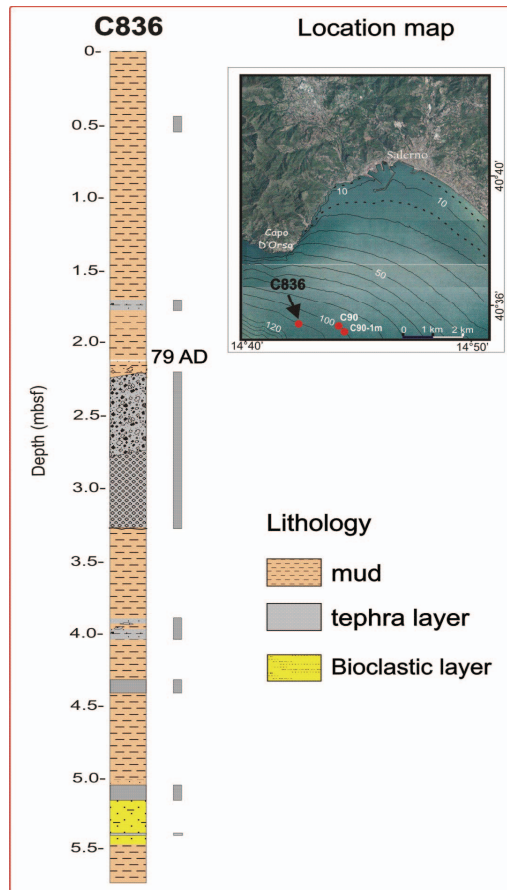 C836
Location map
0-
0.5-
1.0-
1.5-
2.0-
79 AD
2.5-
3.0-
3.5-
4.0-
4.5-
5.0-
5.5-
Depth (mbsf)
Salerno
10
10
Capo
D'Orso
50
C836
C90
100
C90-1m
120
0 1 km 2 km
40°40'
40°36'
14°40'
14°50'
Lithology
mud
tephra layer
Bioclastic layer